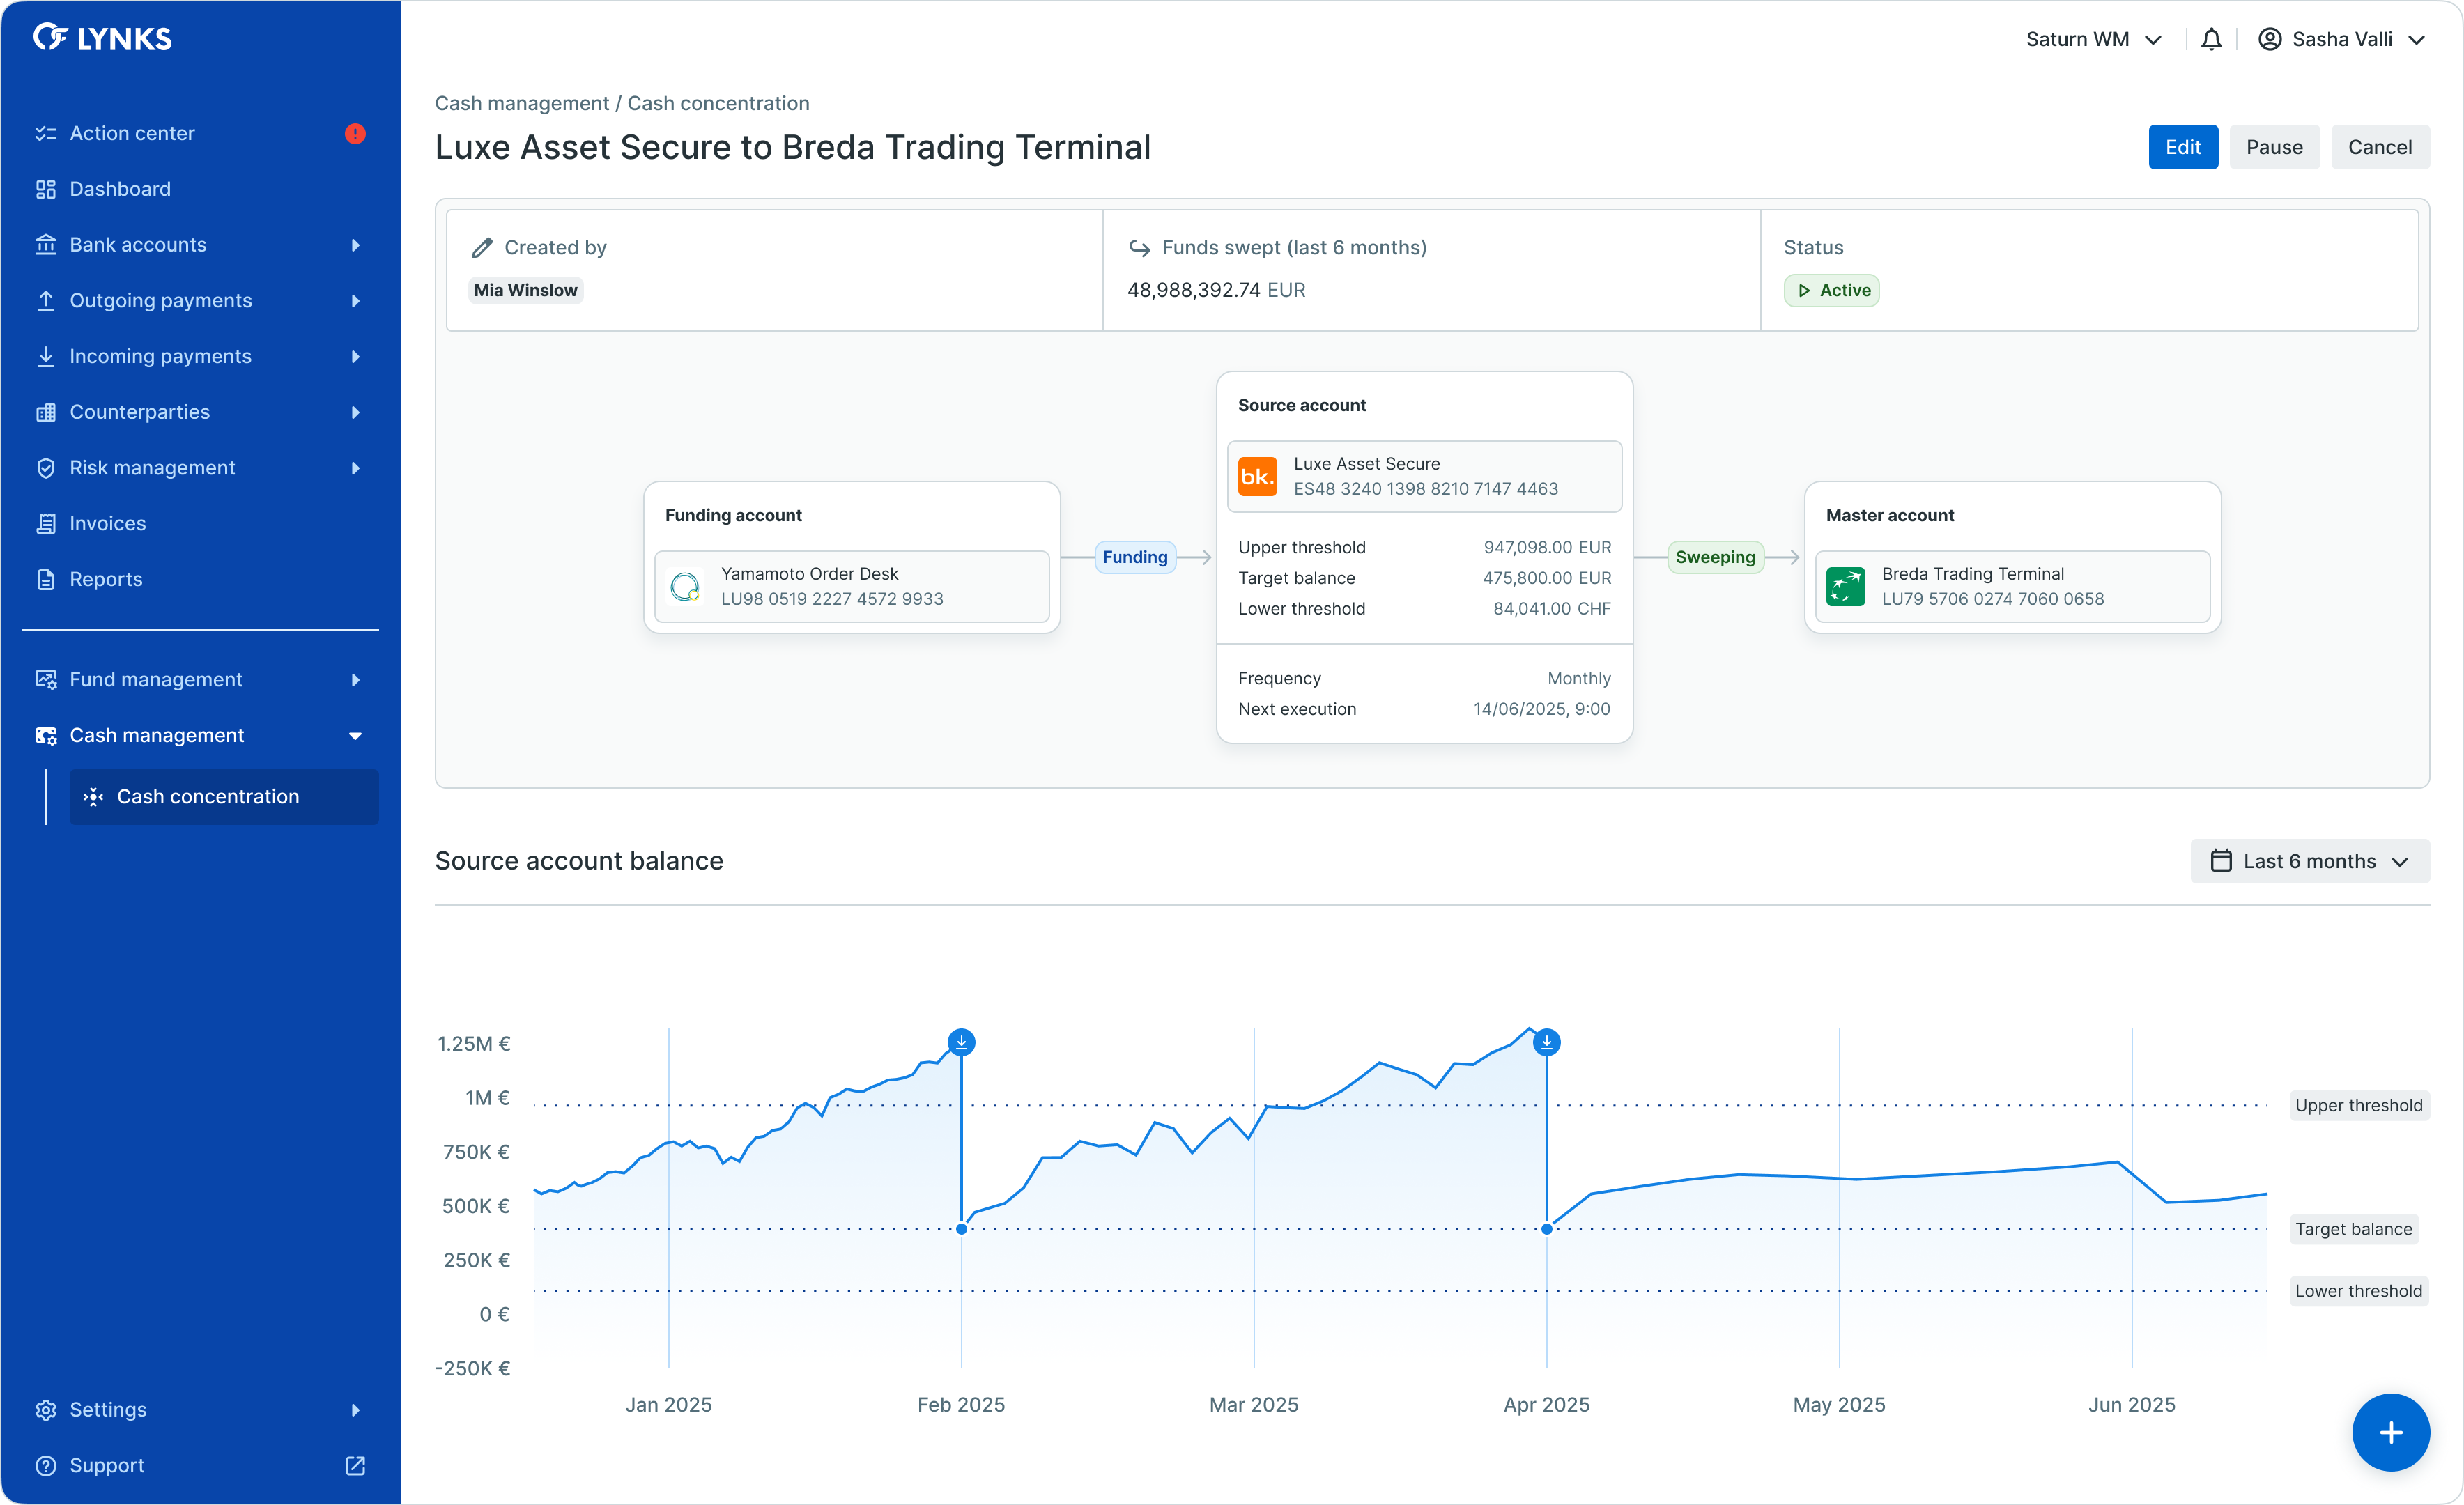 LYNKS
Saturn WM
Sasha Valli
Action center
!
Dashboard
Bank accounts
Outgoing payments
Incoming payments
Counterparties
Risk management
Invoices
Reports
Fund management
Cash management
Cash concentration
Settings
Support
Cash management / Cash concentration
Luxe Asset Secure to Breda Trading Terminal
Edit
Pause
Cancel
Created by
Mia Winslow
Funds swept (last 6 months)
48,988,392.74 EUR
Status
Active
Funding account
Yamamoto Order Desk
LU98 0519 2227 4572 9933
Funding
Source account
bk.
Luxe Asset Secure
ES48 3240 1398 8210 7147 4463
Upper threshold 947,098.00 EUR
Target balance 475,800.00 EUR
Lower threshold 84,041.00 CHF
Frequency Monthly
Next execution 14/06/2025, 9:00
Sweeping
Master account
Breda Trading Terminal
LU79 5706 0274 7060 0658
Source account balance
Last 6 months
1.25M €
1M €
750K €
500K €
250K €
0 €
-250K €
Upper threshold
Target balance
Lower threshold
Jan 2025
Feb 2025
Mar 2025
Apr 2025
May 2025
Jun 2025